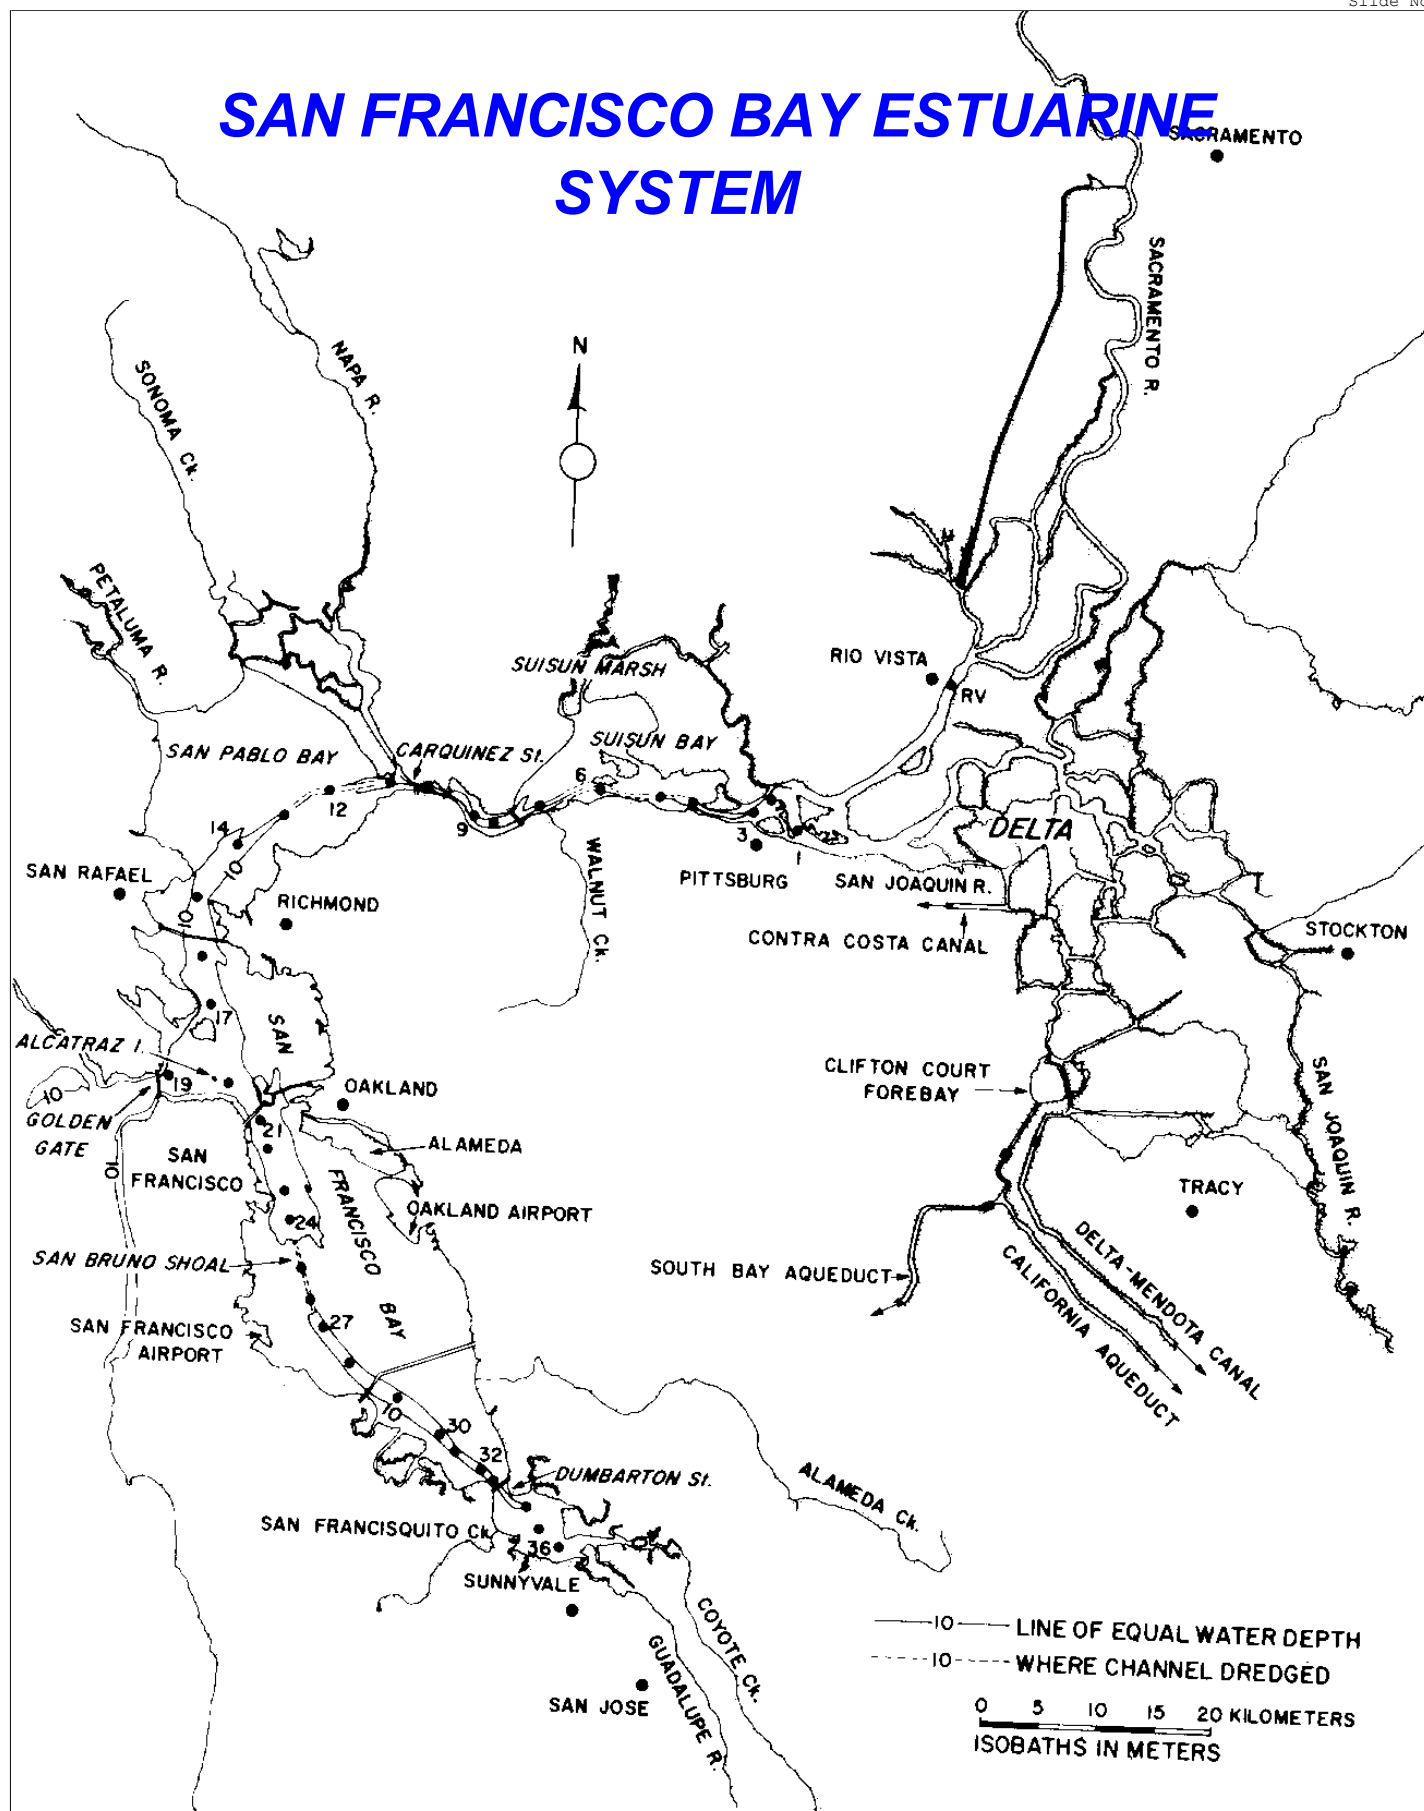 Slide No
SAN FRANCISCO BAY ESTUARINE
SYSTEM
SACRAMENTO
SACRAMENTO R.
N
NAPA R.
SONOMA Ck.
PETALUMA R.
SUISUN MARSH
RIO VISTA
RV
SAN PABLO BAY
CARQUINEZ St.
SUISUN BAY
6
12
14
9
3
1
DELTA
10
WALNUT Ck.
SAN RAFAEL
RICHMOND
10
PITTSBURG
SAN JOAQUIN R.
CONTRA COSTA CANAL
STOCKTON
17
SAN
FRANCISCO
BAY
ALCATRAZ I.
19
10
OAKLAND
GOLDEN
GATE
21
ALAMEDA
CLIFTON COURT
FOREBAY
SAN JOAQUIN R.
10
SAN
FRANCISCO
TRACY
24
OAKLAND AIRPORT
SAN BRUNO SHOAL
SOUTH BAY AQUEDUCT
DELTA-MENDOTA CANAL
CALIFORNIA AQUEDUCT
27
SAN FRANCISCO
AIRPORT
10
30
32
DUMBARTON St.
ALAMEDA Ck.
SAN FRANCISQUITO Ck.
36
SUNNYVALE
COYOTE Ck.
GUADALUPE R.
SAN JOSE
10 LINE OF EQUAL WATER DEPTH
10 WHERE CHANNEL DREDGED
0 5 10 15 20 KILOMETERS
ISOBATHS IN METERS